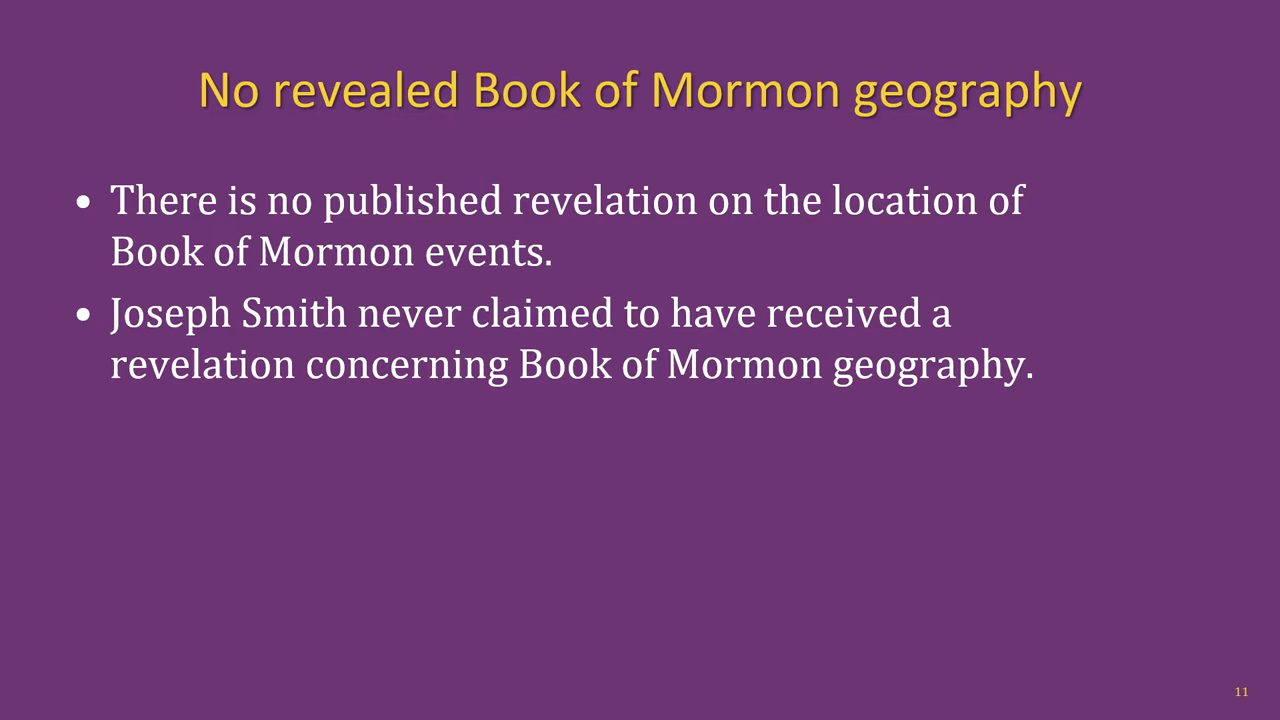 No revealed Book of Mormon geography
• There is no published revelation on the location of
Book of Mormon events.
• Joseph Smith never claimed to have received a
revelation concerning Book of Mormon geography.
11